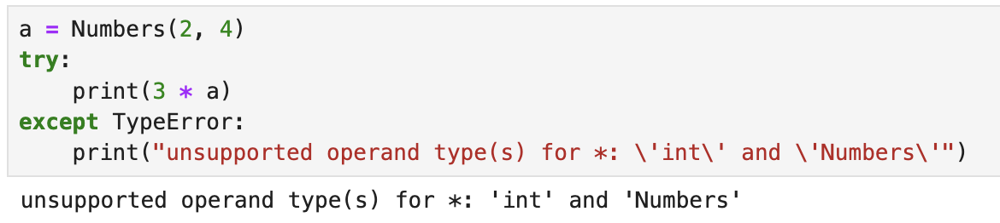 a = Numbers(2, 4)
try:
    print(3 * a)
except TypeError:
    print("unsupported operand type(s) for *: \'int\' and \'Numbers\'")
unsupported operand type(s) for *: 'int' and 'Numbers'